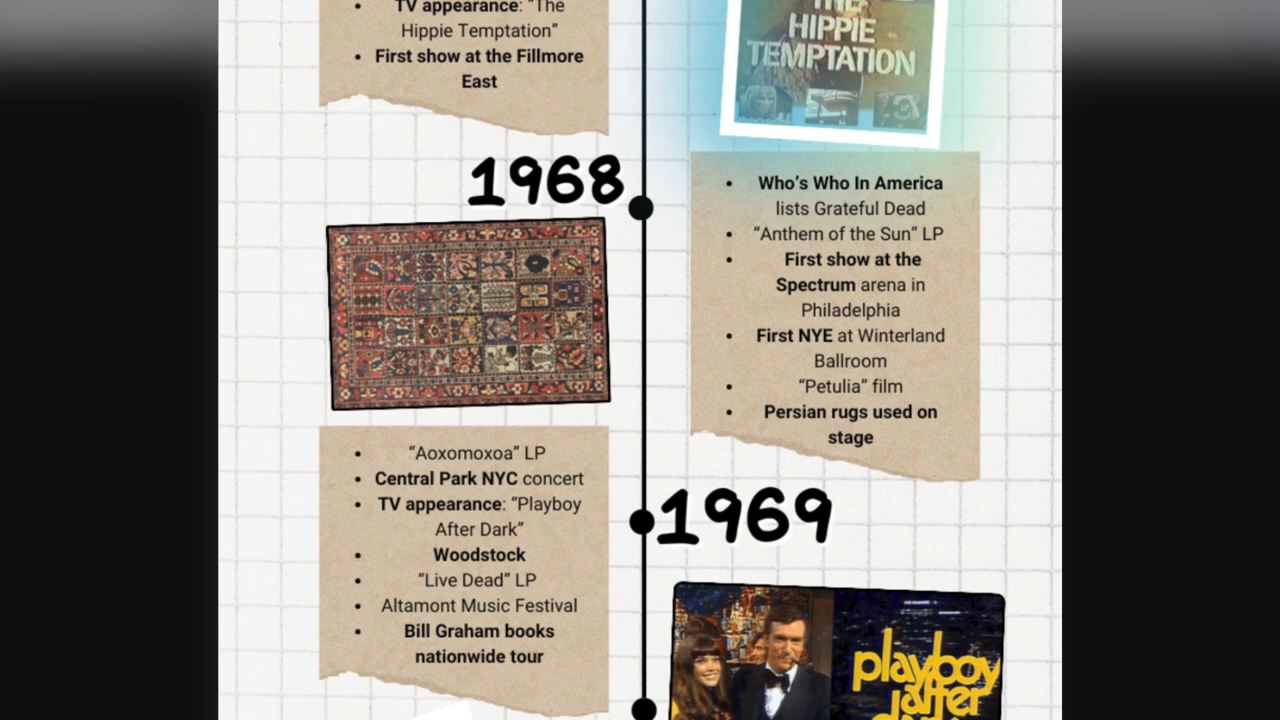 TV appearance: “The
Hippie Temptation”
First show at the Fillmore
East
THE
HIPPIE
TEMPTATION
1968
Who’s Who In America
lists Grateful Dead
“Anthem of the Sun” LP
First show at the
Spectrum arena in
Philadelphia
First NYE at Winterland
Ballroom
“Petulia” film
Persian rugs used on
stage
“Aoxomoxoa” LP
Central Park NYC concert
TV appearance: “Playboy
After Dark”
Woodstock
“Live Dead” LP
Altamont Music Festival
Bill Graham books
nationwide tour
1969
playboy
after